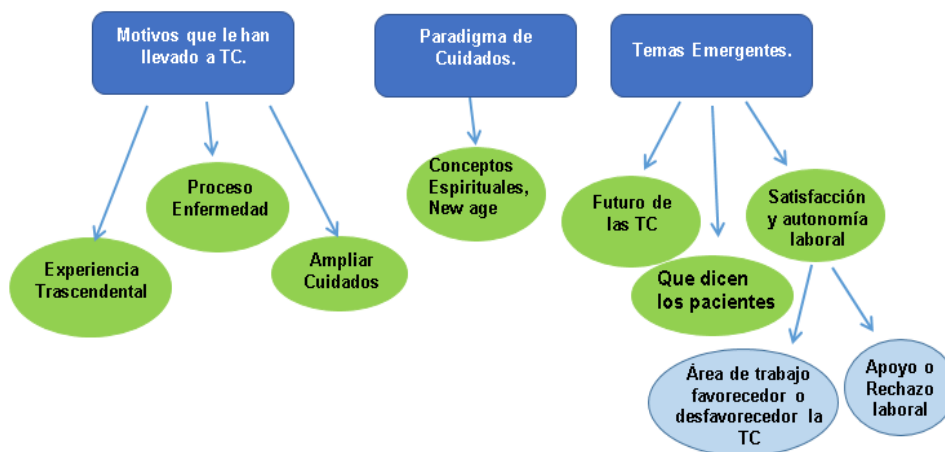 Motivos que le han
llevado a TC.
Paradigma de
Cuidados.
Temas Emergentes.
Proceso
Enfermedad
Experiencia
Trascendental
Ampliar
Cuidados
Conceptos
Espirituales,
New age
Futuro de
las TC
Satisfacción
y autonomía
laboral
Que dicen
los pacientes
Área de trabajo
favorecedor o
desfavorecedor la
TC
Apoyo o
Rechazo
laboral